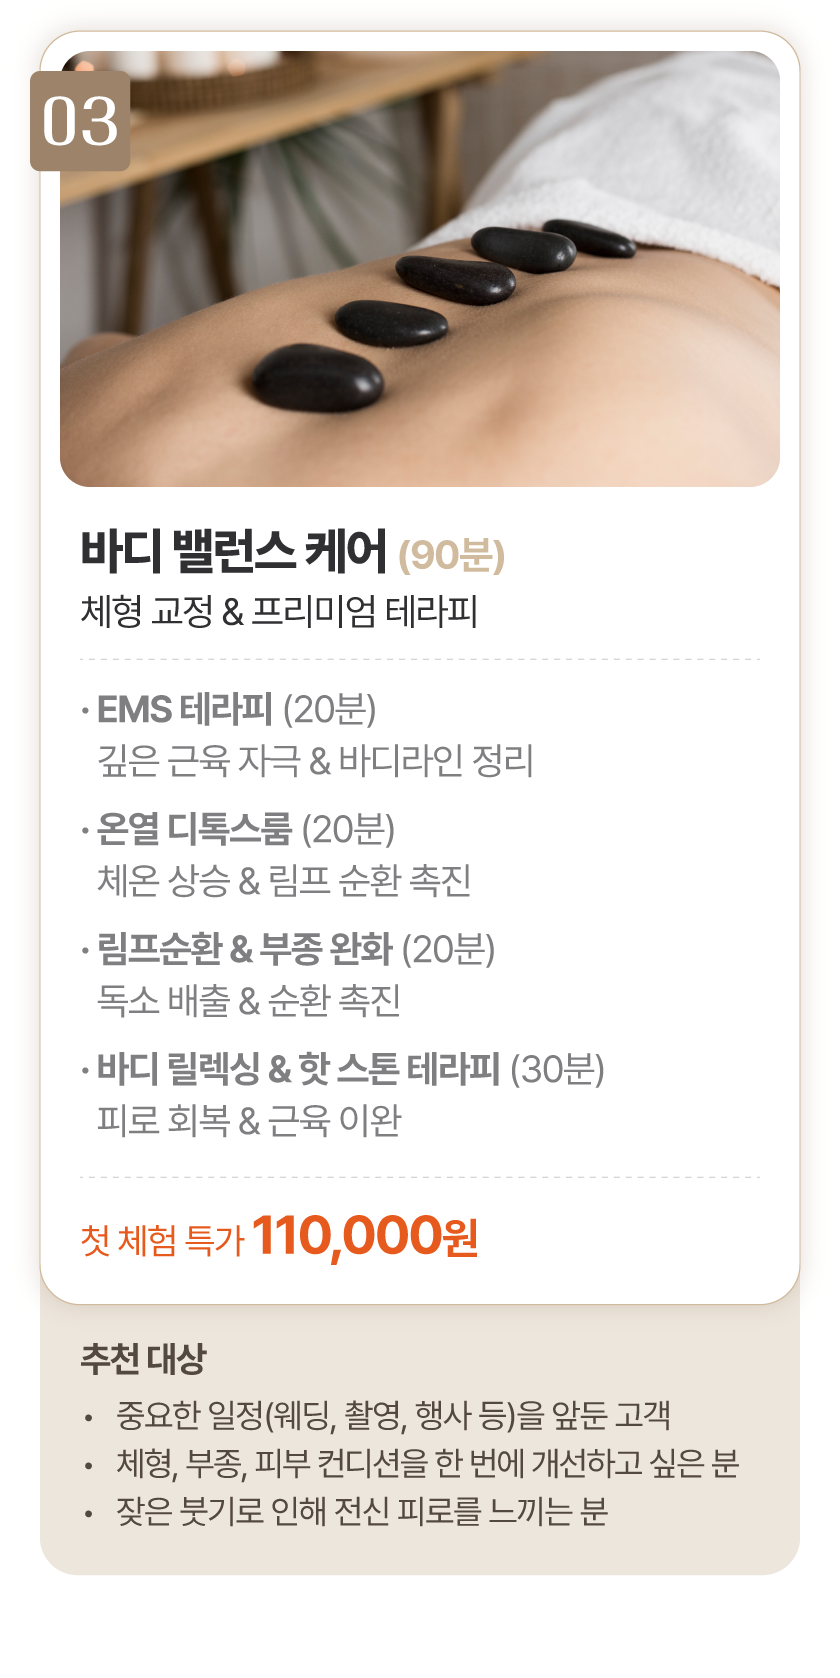 03
바디 밸런스 케어 (90분)
체형 교정 & 프리미엄 테라피
· EMS 테라피 (20분)
깊은 근육 자극 & 바디라인 정리
· 온열 디톡스룸 (20분)
체온 상승 & 림프 순환 촉진
· 림프순환 & 부종 완화 (20분)
독소 배출 & 순환 촉진
· 바디 릴렉싱 & 핫 스톤 테라피 (30분)
피로 회복 & 근육 이완
첫 체험 특가 110,000원
추천 대상
• 중요한 일정(웨딩, 촬영, 행사 등)을 앞둔 고객
• 체형, 부종, 피부 컨디션을 한 번에 개선하고 싶은 분
• 잦은 붓기로 인해 전신 피로를 느끼는 분